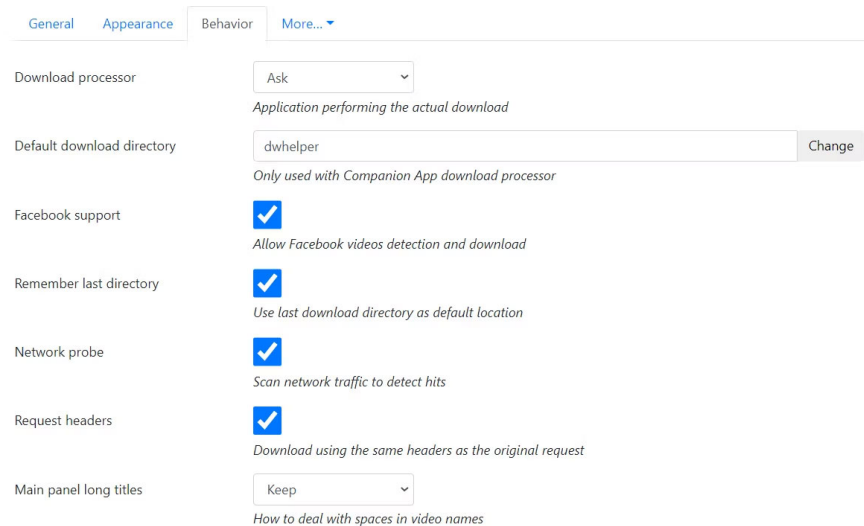 General Appearance Behavior More...
Download processor Ask
Application performing the actual download
Default download directory dwhelper Change
Only used with Companion App download processor
Facebook support
Allow Facebook videos detection and download
Remember last directory
Use last download directory as default location
Network probe
Scan network traffic to detect hits
Request headers
Download using the same headers as the original request
Main panel long titles Keep
How to deal with spaces in video names